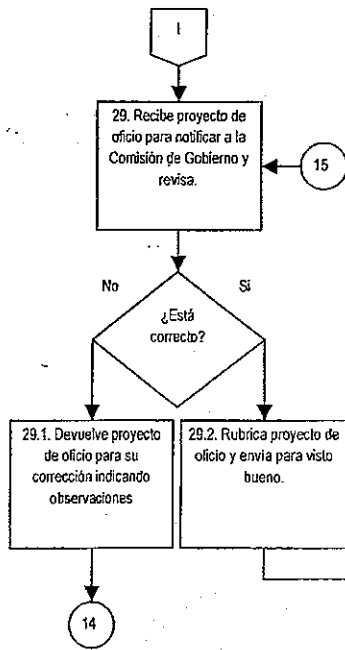 I
29. Recibe proyecto de
oficio para notificar a la
Comisión de Gobierno y
revisa.
15
No
Sí
¿Está
correcto?
29.1. Devuelve proyecto
de oficio para su
corrección indicando
observaciones
29.2. Rubrica proyecto de
oficio y envía para visto
bueno.
14